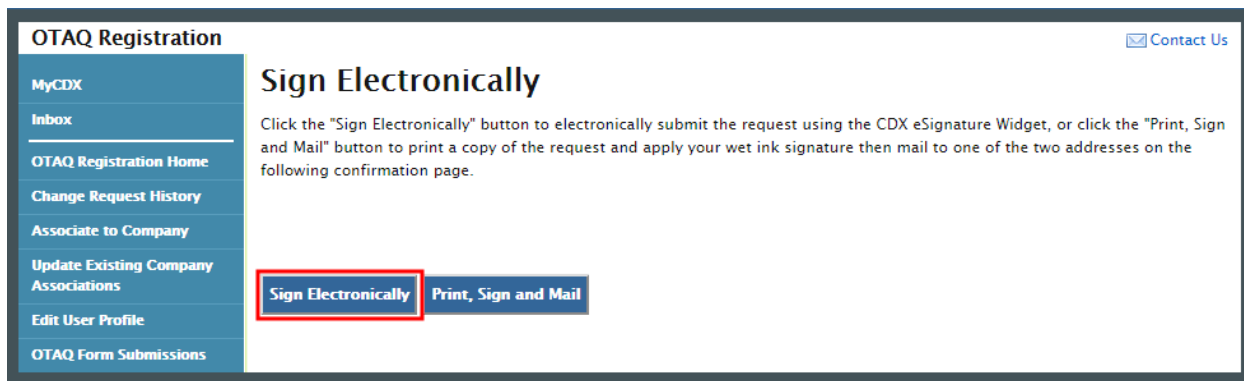 OTAQ Registration
Contact Us
MyCDX
Inbox
OTAQ Registration Home
Change Request History
Associate to Company
Update Existing Company
Associations
Edit User Profile
OTAQ Form Submissions
Sign Electronically
Click the "Sign Electronically" button to electronically submit the request using the CDX eSignature Widget, or click the "Print, Sign
and Mail" button to print a copy of the request and apply your wet ink signature then mail to one of the two addresses on the
following confirmation page.
Sign Electronically Print, Sign and Mail